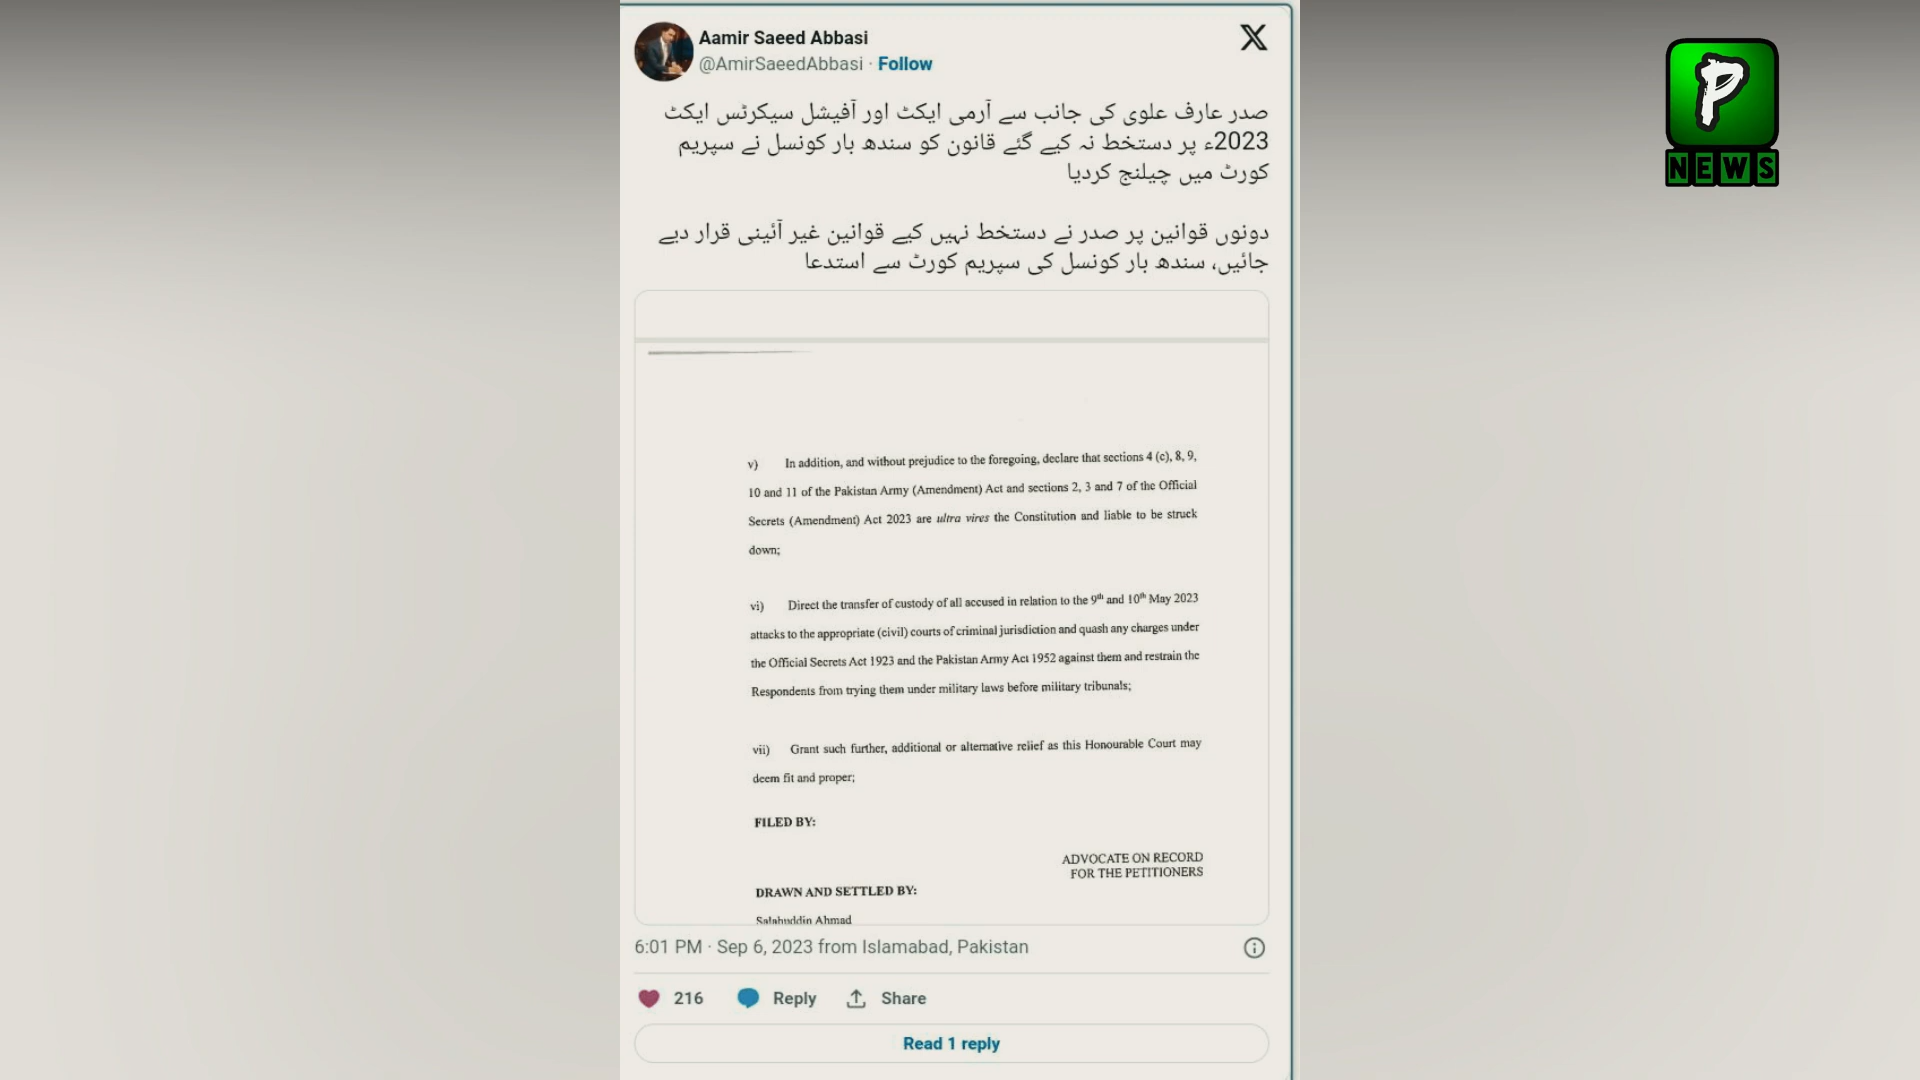 Aamir Saeed Abbasi
@AmirSaeedAbbasi · Follow
X
P
NEWS
صدر عارف علوی کی جانب سے آرمی ایکٹ اور آفیشل سیکرٹس ایکٹ
2023ء پر دستخط نہ کیے گئے قانون کو سندھ بار کونسل نے سپریم
کورٹ میں چیلنج کردیا
دونوں قوانین پر صدر نے دستخط نہیں کیے قوانین غیر آئینی قرار دیے
جائیں، سندھ بار کونسل کی سپریم کورٹ سے استدعا
v) In addition, and without prejudice to the foregoing, declare that sections 4 (c), 8, 9,
10 and 11 of the Pakistan Army (Amendment) Act and sections 2, 3 and 7 of the Official
Secrets (Amendment) Act 2023 are ultra vires the Constitution and liable to be struck
down;
vi) Direct the transfer of custody of all accused in relation to the 9th and 10th May 2023
attacks to the appropriate (civil) courts of criminal jurisdiction and quash any charges under
the Official Secrets Act 1923 and the Pakistan Army Act 1952 against them and restrain the
Respondents from trying them under military laws before military tribunals;
vii) Grant such further, additional or alternative relief as this Honourable Court may
deem fit and proper;
FILED BY:
ADVOCATE ON RECORD
FOR THE PETITIONERS
DRAWN AND SETTLED BY:
Salahuddin Ahmad
6:01 PM · Sep 6, 2023 from Islamabad, Pakistan
216 Reply Share
Read 1 reply